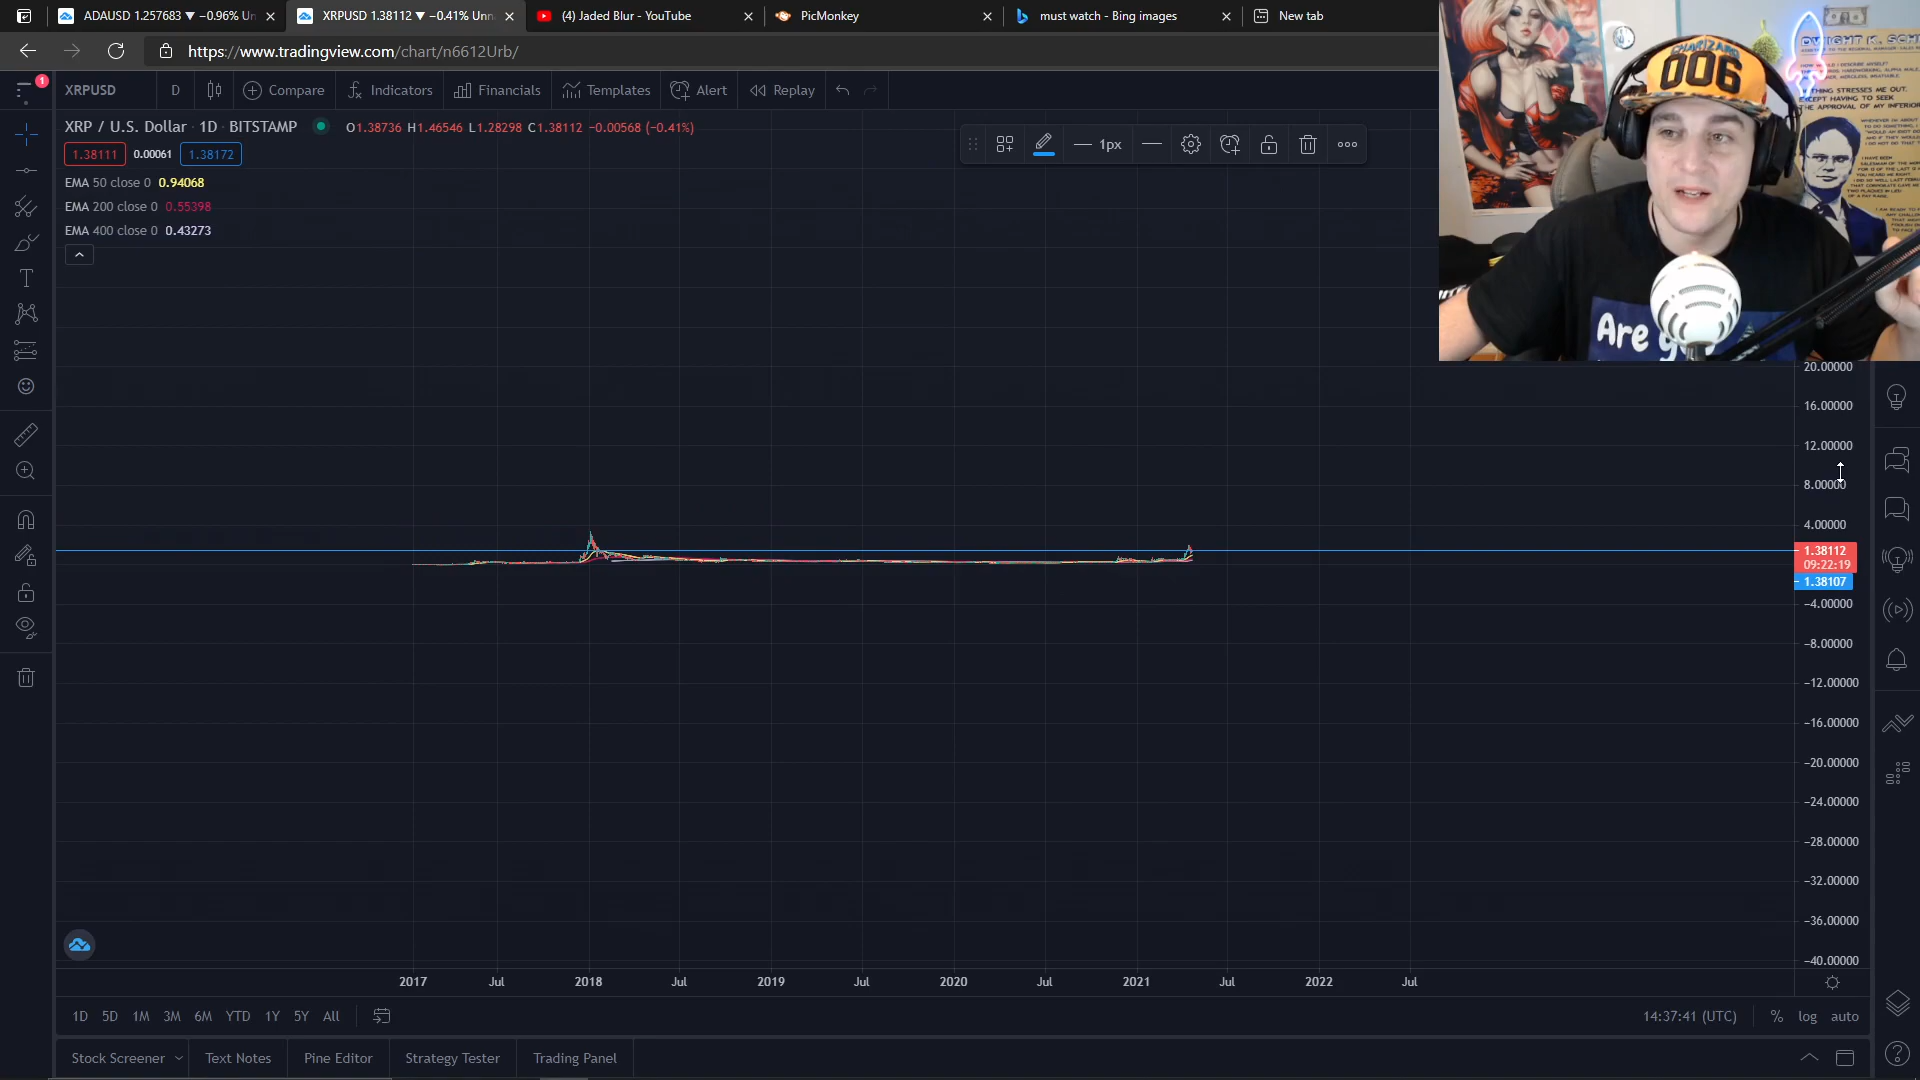 ADAUSD 1.257683 ▼ −0.96% Un
XRPUSD 1.38112 ▼ −0.41% Unn
(4) Jaded Blur - YouTube
PicMonkey
must watch - Bing images
New tab
https://www.tradingview.com/chart/n6612Urb/
1
XRPUSD
D
Compare
Indicators
Financials
Templates
Alert
Replay
XRP / U.S. Dollar · 1D · BITSTAMP
O1.38736 H1.46546 L1.28298 C1.38112 −0.00568 (−0.41%)
1.38111 0.00061 1.38172
1px
EMA 50 close 0 0.94068
EMA 200 close 0 0.55398
EMA 400 close 0 0.43273
CHARIZARD
006
DWIGHT K. SCH
Are g
20.00000
16.00000
12.00000
8.00000
4.00000
1.38112
09:22:19
1.38107
−4.00000
−8.00000
−12.00000
−16.00000
−20.00000
−24.00000
−28.00000
−32.00000
−36.00000
−40.00000
2017 Jul 2018 Jul 2019 Jul 2020 Jul 2021 Jul 2022 Jul
1D 5D 1M 3M 6M YTD 1Y 5Y All
14:37:41 (UTC) % log auto
Stock Screener
Text Notes
Pine Editor
Strategy Tester
Trading Panel